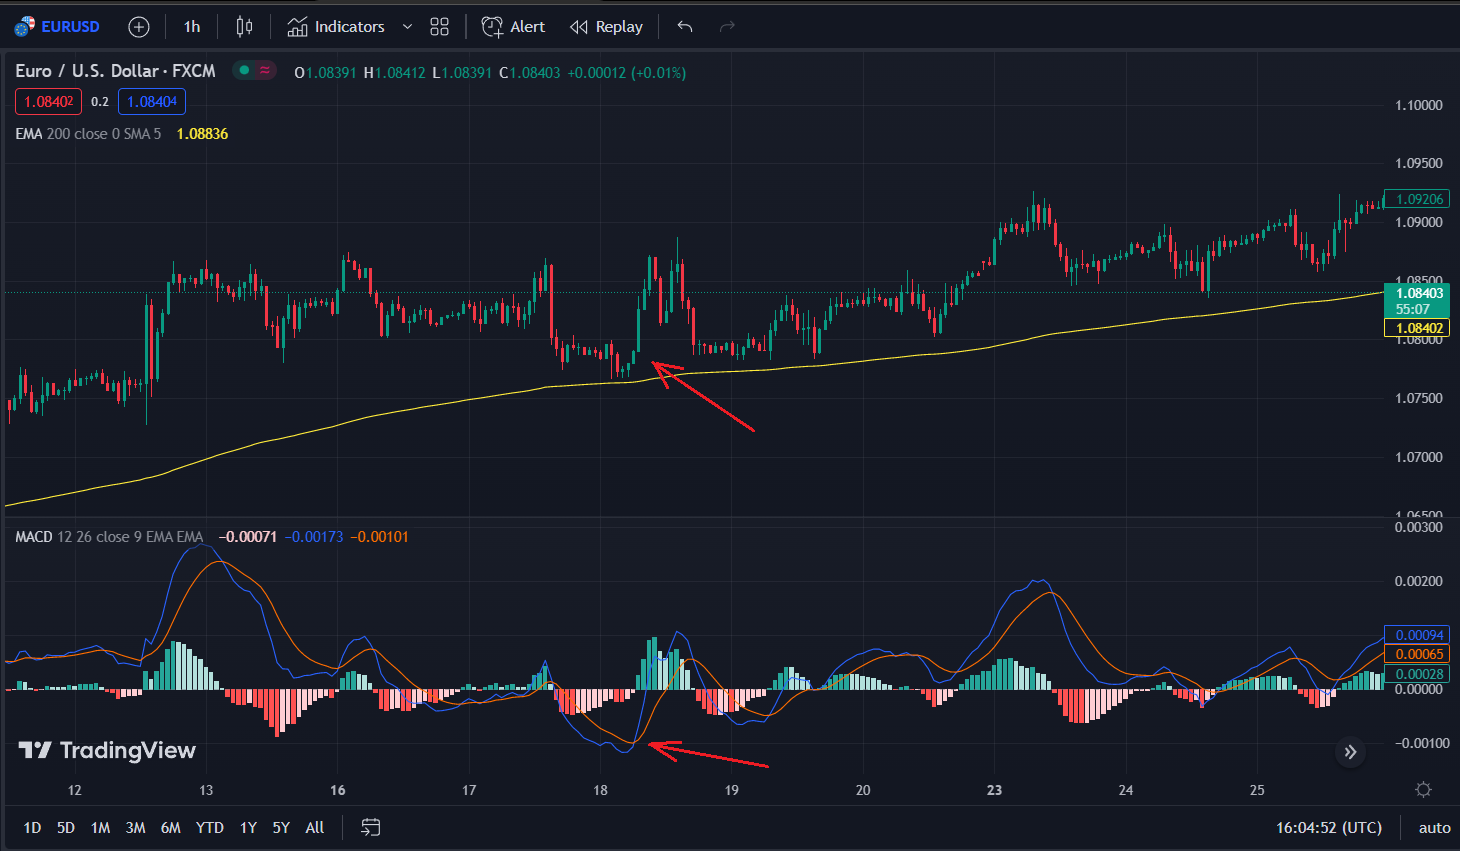 EURUSD 1h Indicators Alert Replay
Euro / U.S. Dollar · FXCM O1.08391 H1.08412 L1.08391 C1.08403 +0.00012 (+0.01%)
1.08402 0.2 1.08404
EMA 200 close 0 SMA 5 1.08836
1.10000
1.09500
1.09206
1.09000
1.08500
1.08403
55:07
1.08402
1.08000
1.07500
1.07000
1.06500
MACD 12 26 close 9 EMA EMA −0.00071 −0.00173 −0.00101
0.00300
0.00200
0.00094
0.00065
0.00028
0.00000
−0.00100
TradingView
12 13 16 17 18 19 20 23 24 25
1D 5D 1M 3M 6M YTD 1Y 5Y All 16:04:52 (UTC) auto